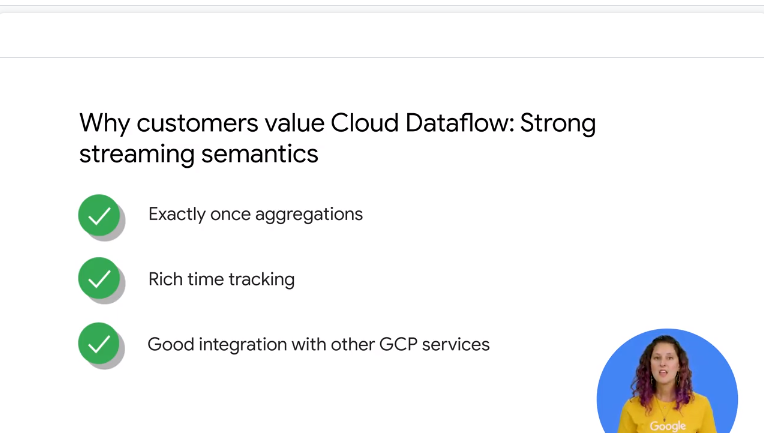 Why customers value Cloud Dataflow: Strong
streaming semantics
Exactly once aggregations
Rich time tracking
Good integration with other GCP services
Google